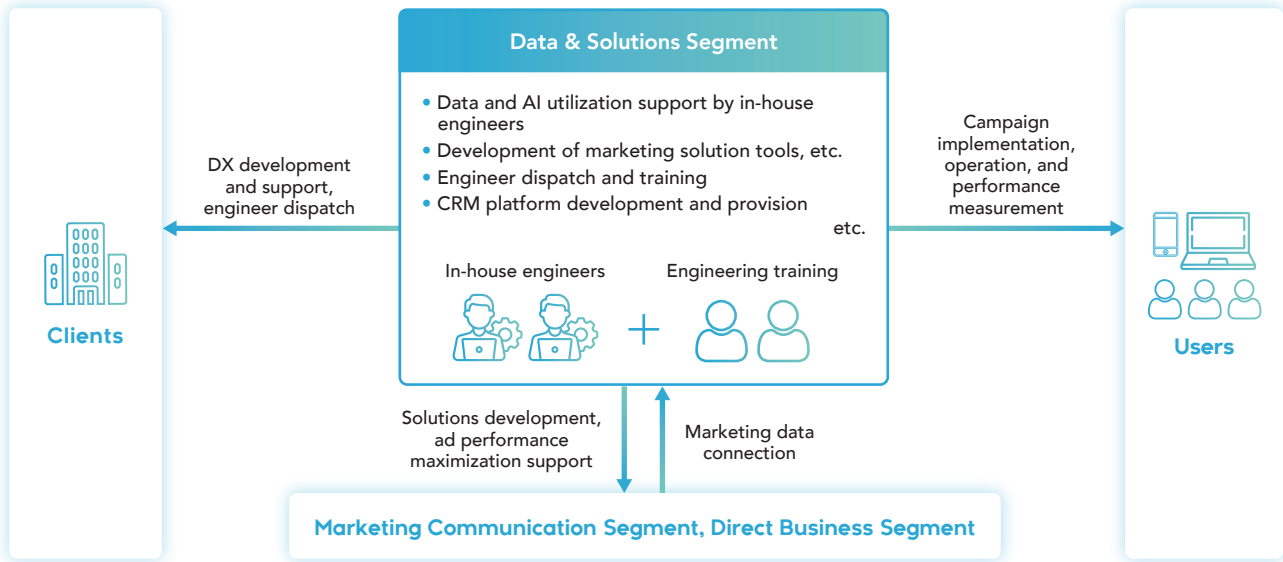 Data & Solutions Segment
• Data and AI utilization support by in-house
engineers
• Development of marketing solution tools, etc.
• Engineer dispatch and training
• CRM platform development and provision
etc.
In-house engineers
Engineering training
DX development
and support,
engineer dispatch
Clients
Campaign
implementation,
operation, and
performance
measurement
Users
Solutions development,
ad performance
maximization support
Marketing data
connection
Marketing Communication Segment, Direct Business Segment